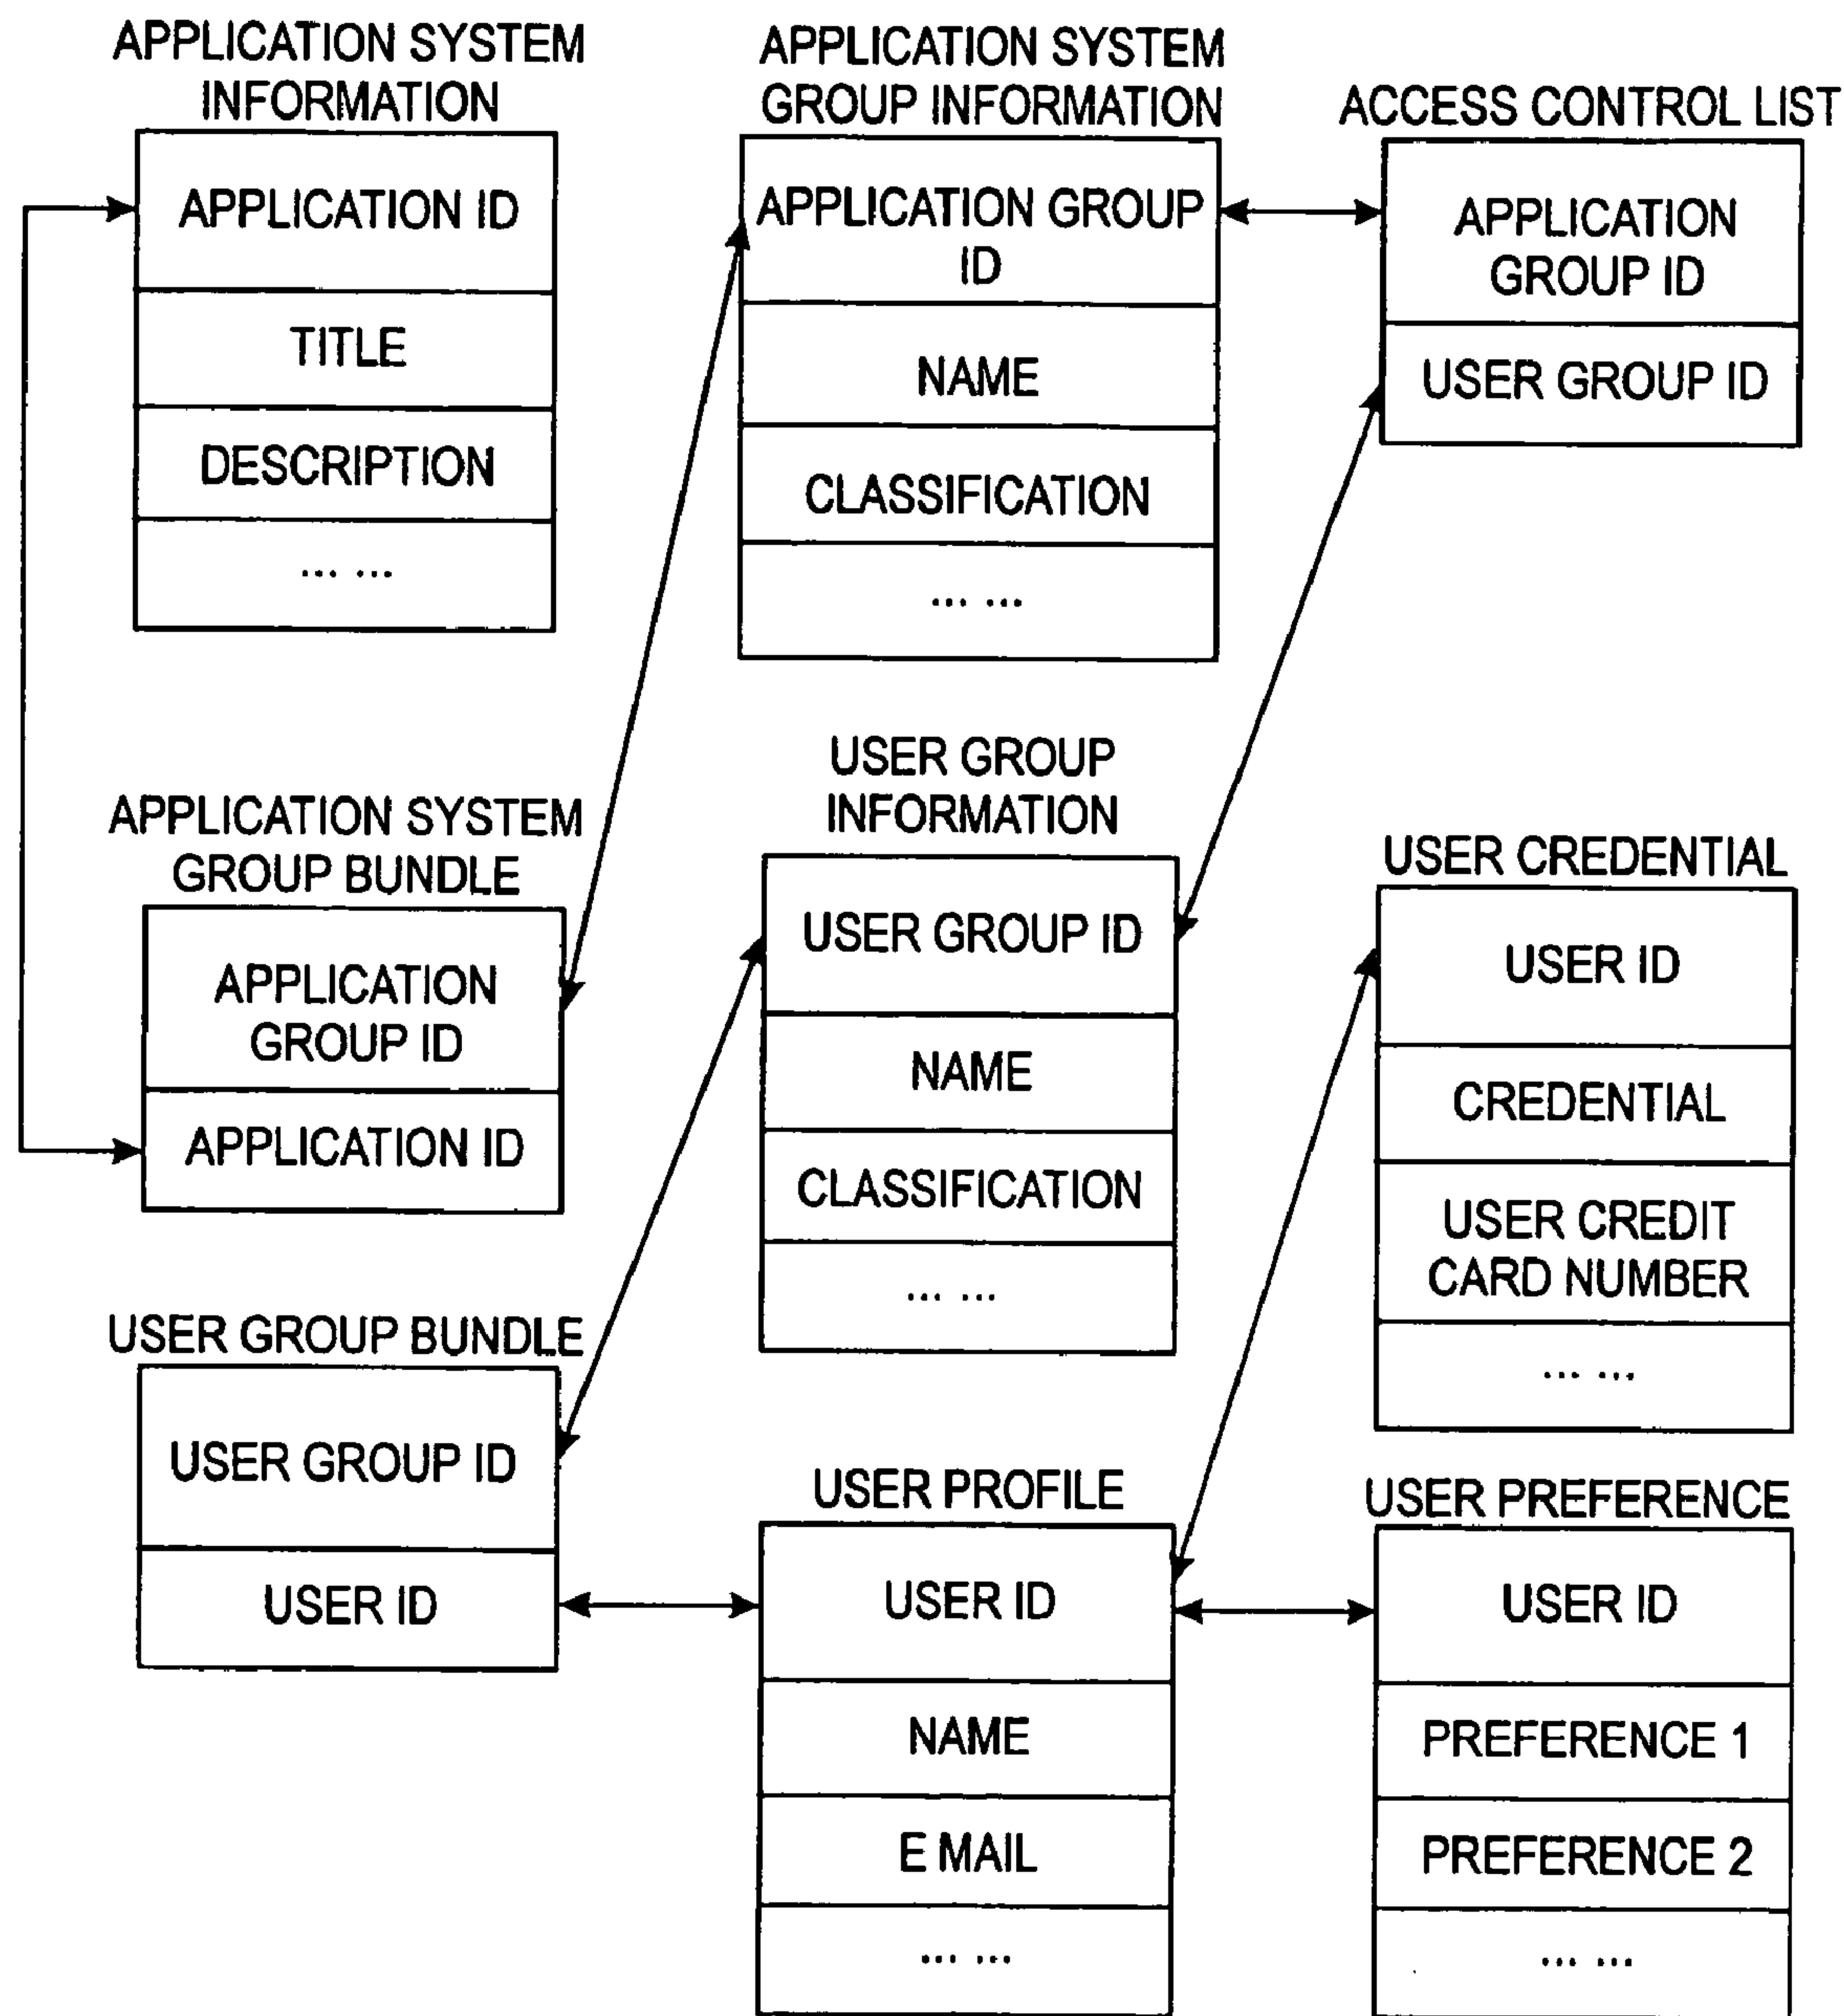 APPLICATION SYSTEM
INFORMATION
APPLICATION ID
TITLE
DESCRIPTION
... ...
APPLICATION SYSTEM
GROUP INFORMATION
APPLICATION GROUP
ID
NAME
CLASSIFICATION
... ...
ACCESS CONTROL LIST
APPLICATION
GROUP ID
USER GROUP ID
APPLICATION SYSTEM
GROUP BUNDLE
APPLICATION
GROUP ID
APPLICATION ID
USER GROUP
INFORMATION
USER GROUP ID
NAME
CLASSIFICATION
... ...
USER CREDENTIAL
USER ID
CREDENTIAL
USER CREDIT
CARD NUMBER
... ...
USER GROUP BUNDLE
USER GROUP ID
USER ID
USER PROFILE
USER ID
NAME
E MAIL
... ...
USER PREFERENCE
USER ID
PREFERENCE 1
PREFERENCE 2
... ...